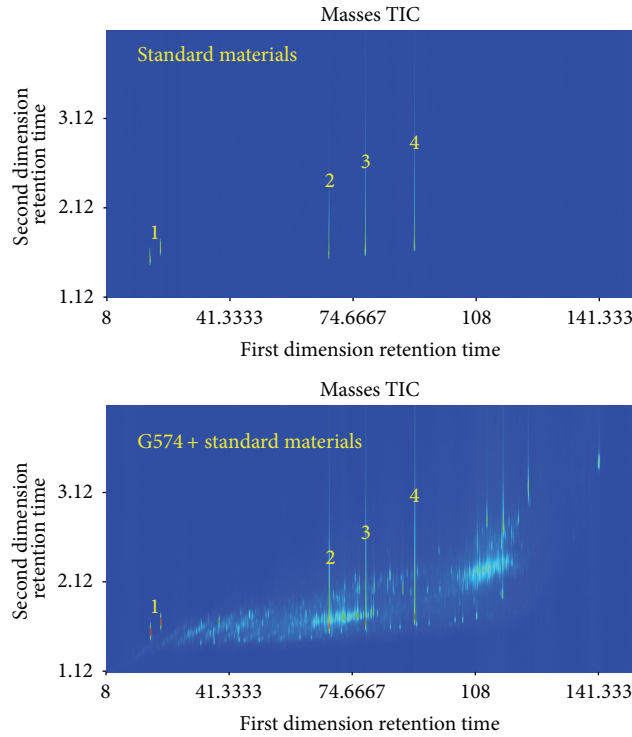 Masses TIC
Standard materials
Second dimension
retention time
3.12
2.12
1.12
1
2
3
4
8
41.3333
74.6667
108
141.333
First dimension retention time
Masses TIC
G574 + standard materials
Second dimension
retention time
3.12
2.12
1.12
1
2
3
4
8
41.3333
74.6667
108
141.333
First dimension retention time